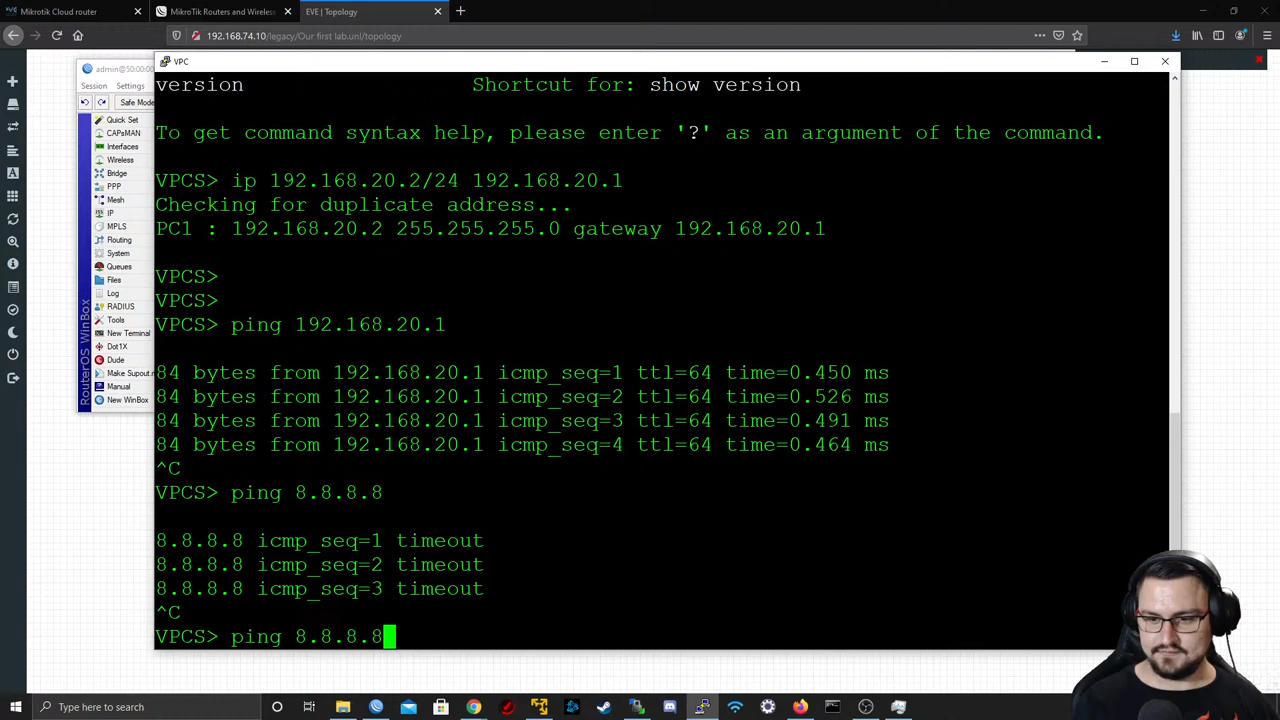 Mikrotik Cloud router
MikroTik Routers and Wireless
EVE | Topology
192.168.74.10/legacy/Our first lab.unl/topology
admin@50:00:00
VPC
Session Settings
Safe Mode
Quick Set
CAPsMAN
Interfaces
Wireless
Bridge
PPP
Mesh
IP
MPLS
Routing
System
Queues
Files
Log
RADIUS
Tools
New Terminal
Dot1X
Dude
Make Supout.r
Manual
New WinBox
RouterOS WinBox
version Shortcut for: show version
To get command syntax help, please enter '?' as an argument of the command.
VPCS> ip 192.168.20.2/24 192.168.20.1
Checking for duplicate address...
PC1 : 192.168.20.2 255.255.255.0 gateway 192.168.20.1
VPCS>
VPCS>
VPCS> ping 192.168.20.1
84 bytes from 192.168.20.1 icmp_seq=1 ttl=64 time=0.450 ms
84 bytes from 192.168.20.1 icmp_seq=2 ttl=64 time=0.526 ms
84 bytes from 192.168.20.1 icmp_seq=3 ttl=64 time=0.491 ms
84 bytes from 192.168.20.1 icmp_seq=4 ttl=64 time=0.464 ms
^C
VPCS> ping 8.8.8.8
8.8.8.8 icmp_seq=1 timeout
8.8.8.8 icmp_seq=2 timeout
8.8.8.8 icmp_seq=3 timeout
^C
VPCS> ping 8.8.8.8
Type here to search